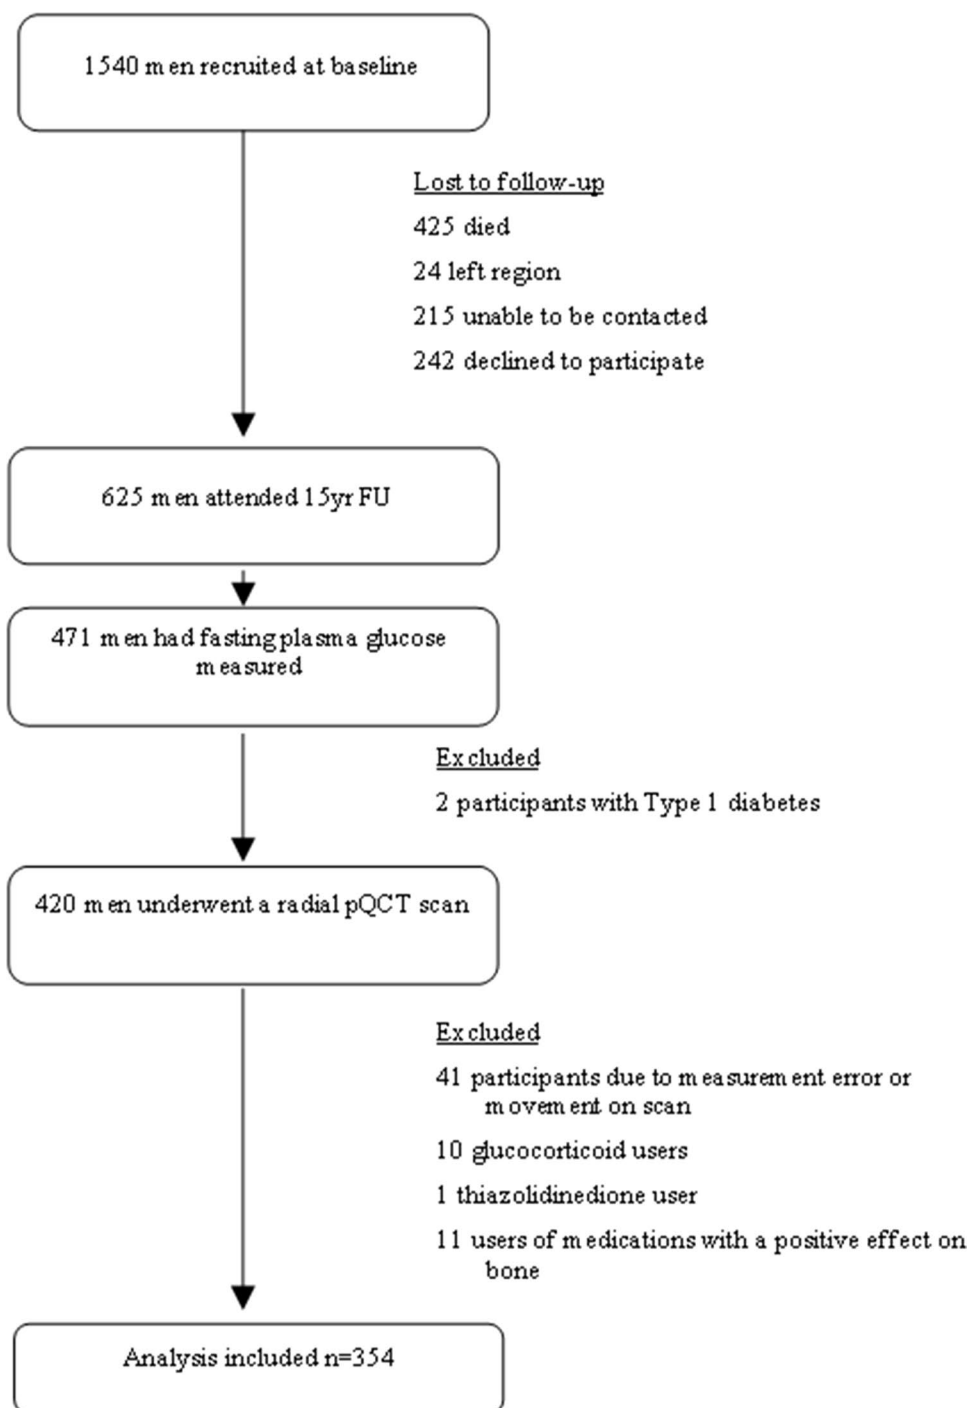 1540 men recruited at baseline
Lost to follow-up
425 died
24 left region
215 unable to be contacted
242 declined to participate
625 men attended 15yr FU
471 men had fasting plasma glucose
measured
Excluded
2 participants with Type 1 diabetes
420 men underwent a radial pQCT scan
Excluded
41 participants due to measurement error or
movement on scan
10 glucocorticoid users
1 thiazolidinedione user
11 users of medications with a positive effect on
bone
Analysis included n=354